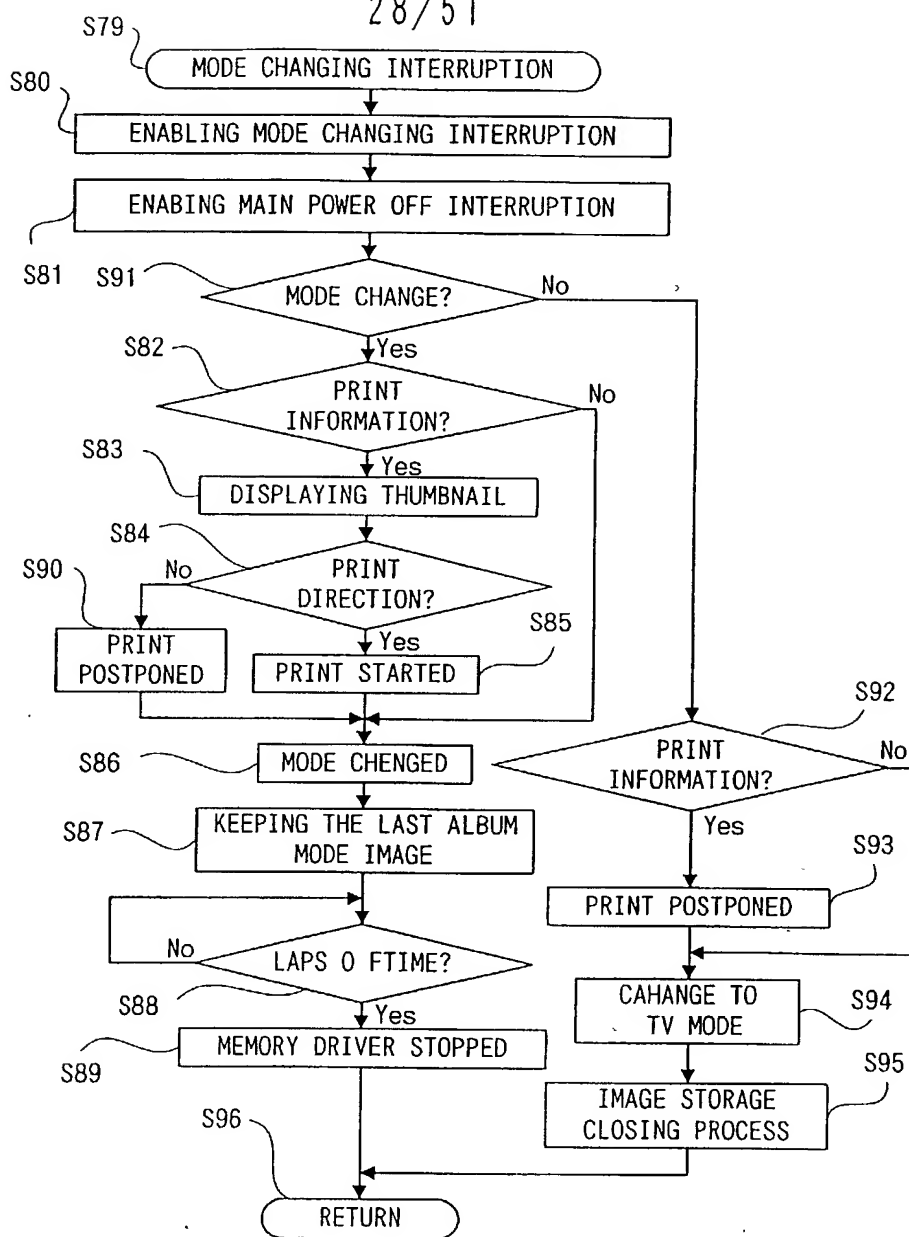 28/51
S79
MODE CHANGING INTERRUPTION
S80
ENABLING MODE CHANGING INTERRUPTION
ENABING MAIN POWER OFF INTERRUPTION
S81
S91
MODE CHANGE?
No
Yes
S82
PRINT
INFORMATION?
No
Yes
S83
DISPLAYING THUMBNAIL
S84
PRINT
DIRECTION?
No
S90
PRINT
POSTPONED
Yes
S85
PRINT STARTED
S86
MODE CHENGED
S87
KEEPING THE LAST ALBUM
MODE IMAGE
No
LAPS O FTIME?
S88
Yes
MEMORY DRIVER STOPPED
S89
S92
PRINT
INFORMATION?
No
Yes
S93
PRINT POSTPONED
CAHANGE TO
TV MODE
S94
S95
IMAGE STORAGE
CLOSING PROCESS
S96
RETURN